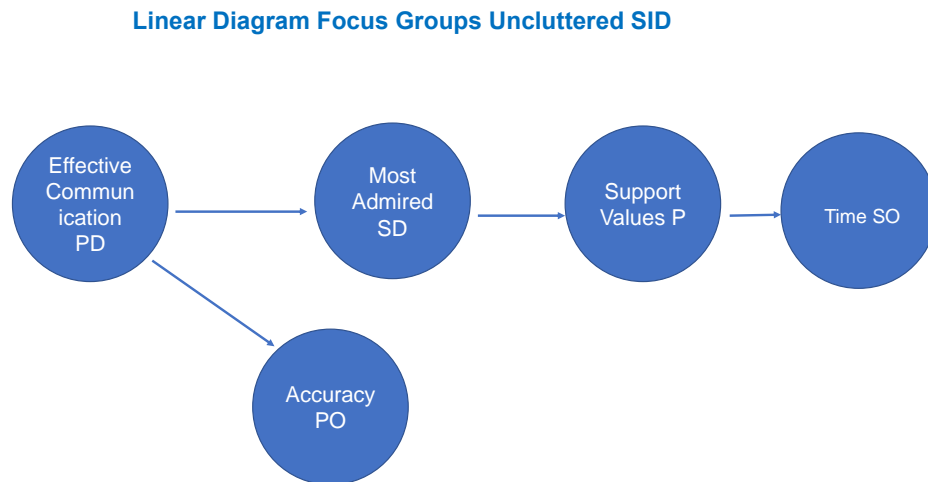 Linear Diagram Focus Groups Uncluttered SID
Effective
Commun
ication
PD
Most
Admired
SD
Support
Values P
Time SO
Accuracy
PO